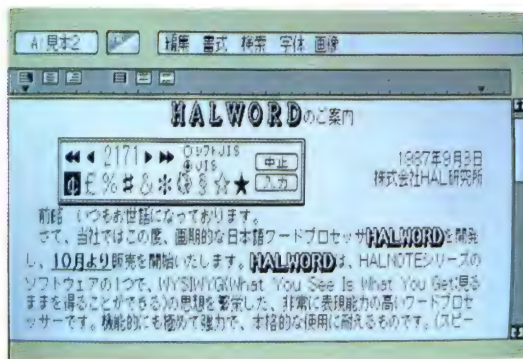 A:見本2 編集 書式 検索 字体 画像
HALWORDのご案内
2171 シフトJIS
JIS 中止
¢ £ % # & * @ § ☆ ★ 入力
1987年9月3日
株式会社HAL研究所
前略 いつもお世話になっております。
さて、当社ではこの度、画期的な日本語ワードプロセッサHALWORDを開発
し、10月より販売を開始いたします。HALWORDは、HALNOTEシリーズの
ソフトウェアの1つで、WYSIWYG(What You See Is What You Get:見る
ままを得ることができる)の思想を繁栄した、非常に表現能力の高いワードプロセ
ッサーです。機能的にも極めて強力で、本格的な使用に耐えるものです。(スピー